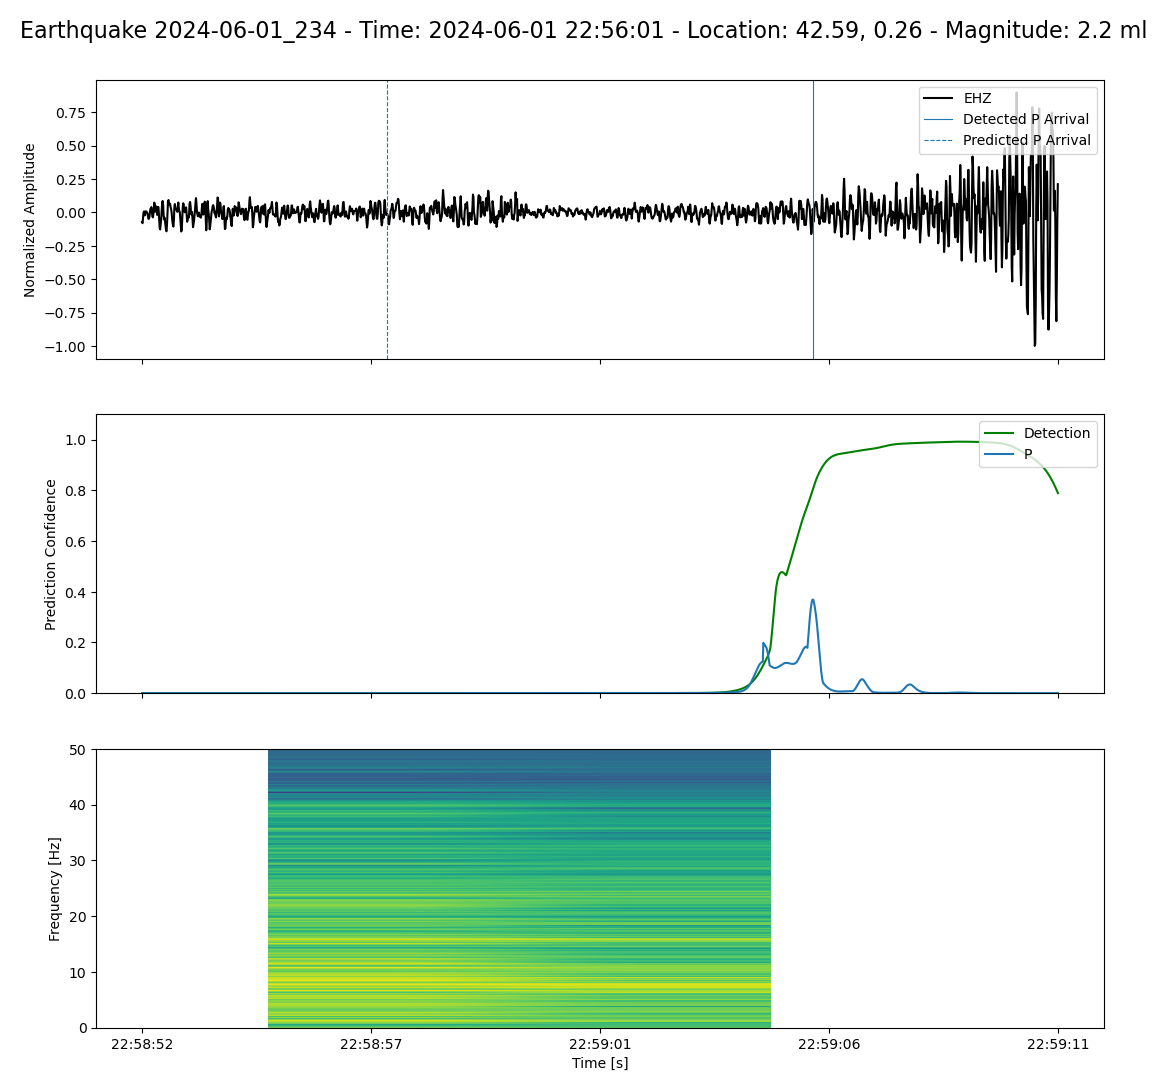 Earthquake 2024-06-01_234 - Time: 2024-06-01 22:56:01 - Location: 42.59, 0.26 - Magnitude: 2.2 ml
Normalized Amplitude
0.75
0.50
0.25
0.00
−0.25
−0.50
−0.75
−1.00
EHZ
Detected P Arrival
Predicted P Arrival
Prediction Confidence
1.0
0.8
0.6
0.4
0.2
0.0
Detection
P
Frequency [Hz]
50
40
30
20
10
0
22:58:52 22:58:57 22:59:01 22:59:06 22:59:11
Time [s]